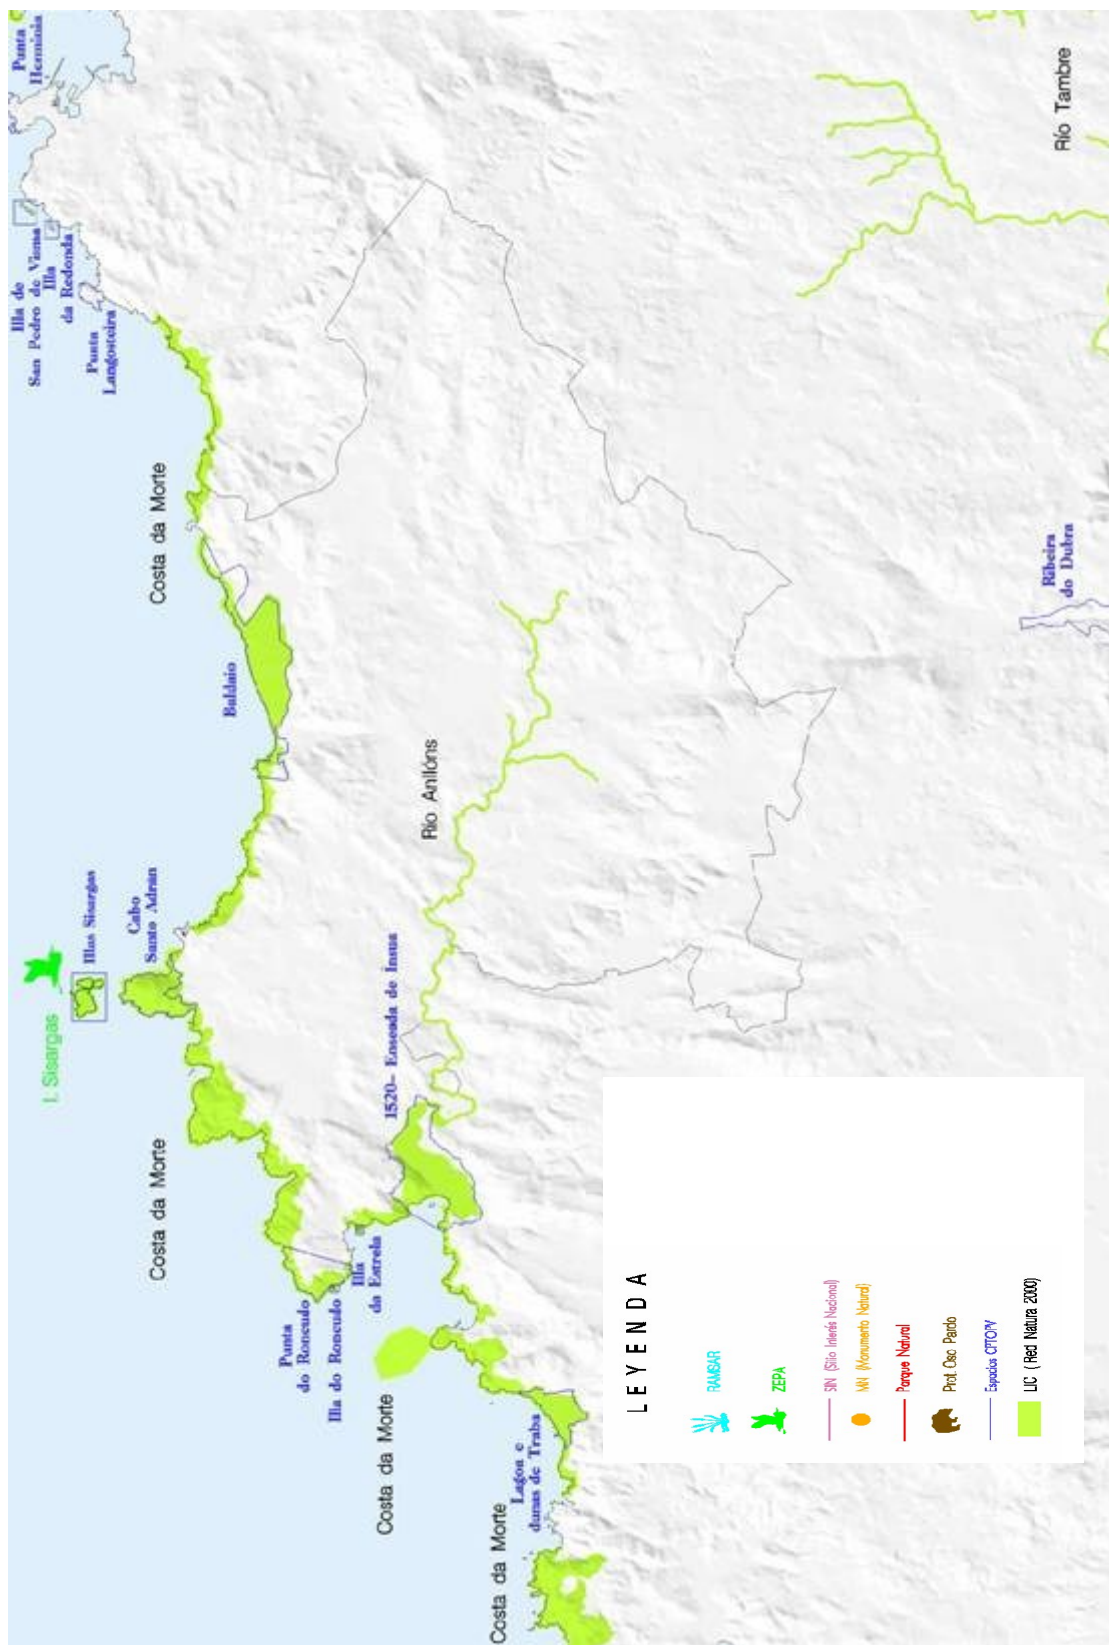 Punta
Herminia
Illa de
San Pedro de Visma
Illa
da Redonda
Punta
Langosteira
Costa da Morte
Baldaio
Río Tambre
Ribeira
do Dubra
Río Anllóns
Illas Sisargas
Cabo
Santo Adrán
I. Sisargas
1520- Enseada de Insua
Costa da Morte
Punta
do Roncudo
Illa do Roncudo
Illa
da Estrela
Costa da Morte
Lagoa e
dunas de Traba
Costa da Morte
LEYENDA
RAMSAR
ZEPA
SIN (Sitio Interés Nacional)
MN (Monumento Natural)
Parque Natural
Prot. Oso Pardo
Espacios CPTOPV
LIC ( Red Natura 2000)